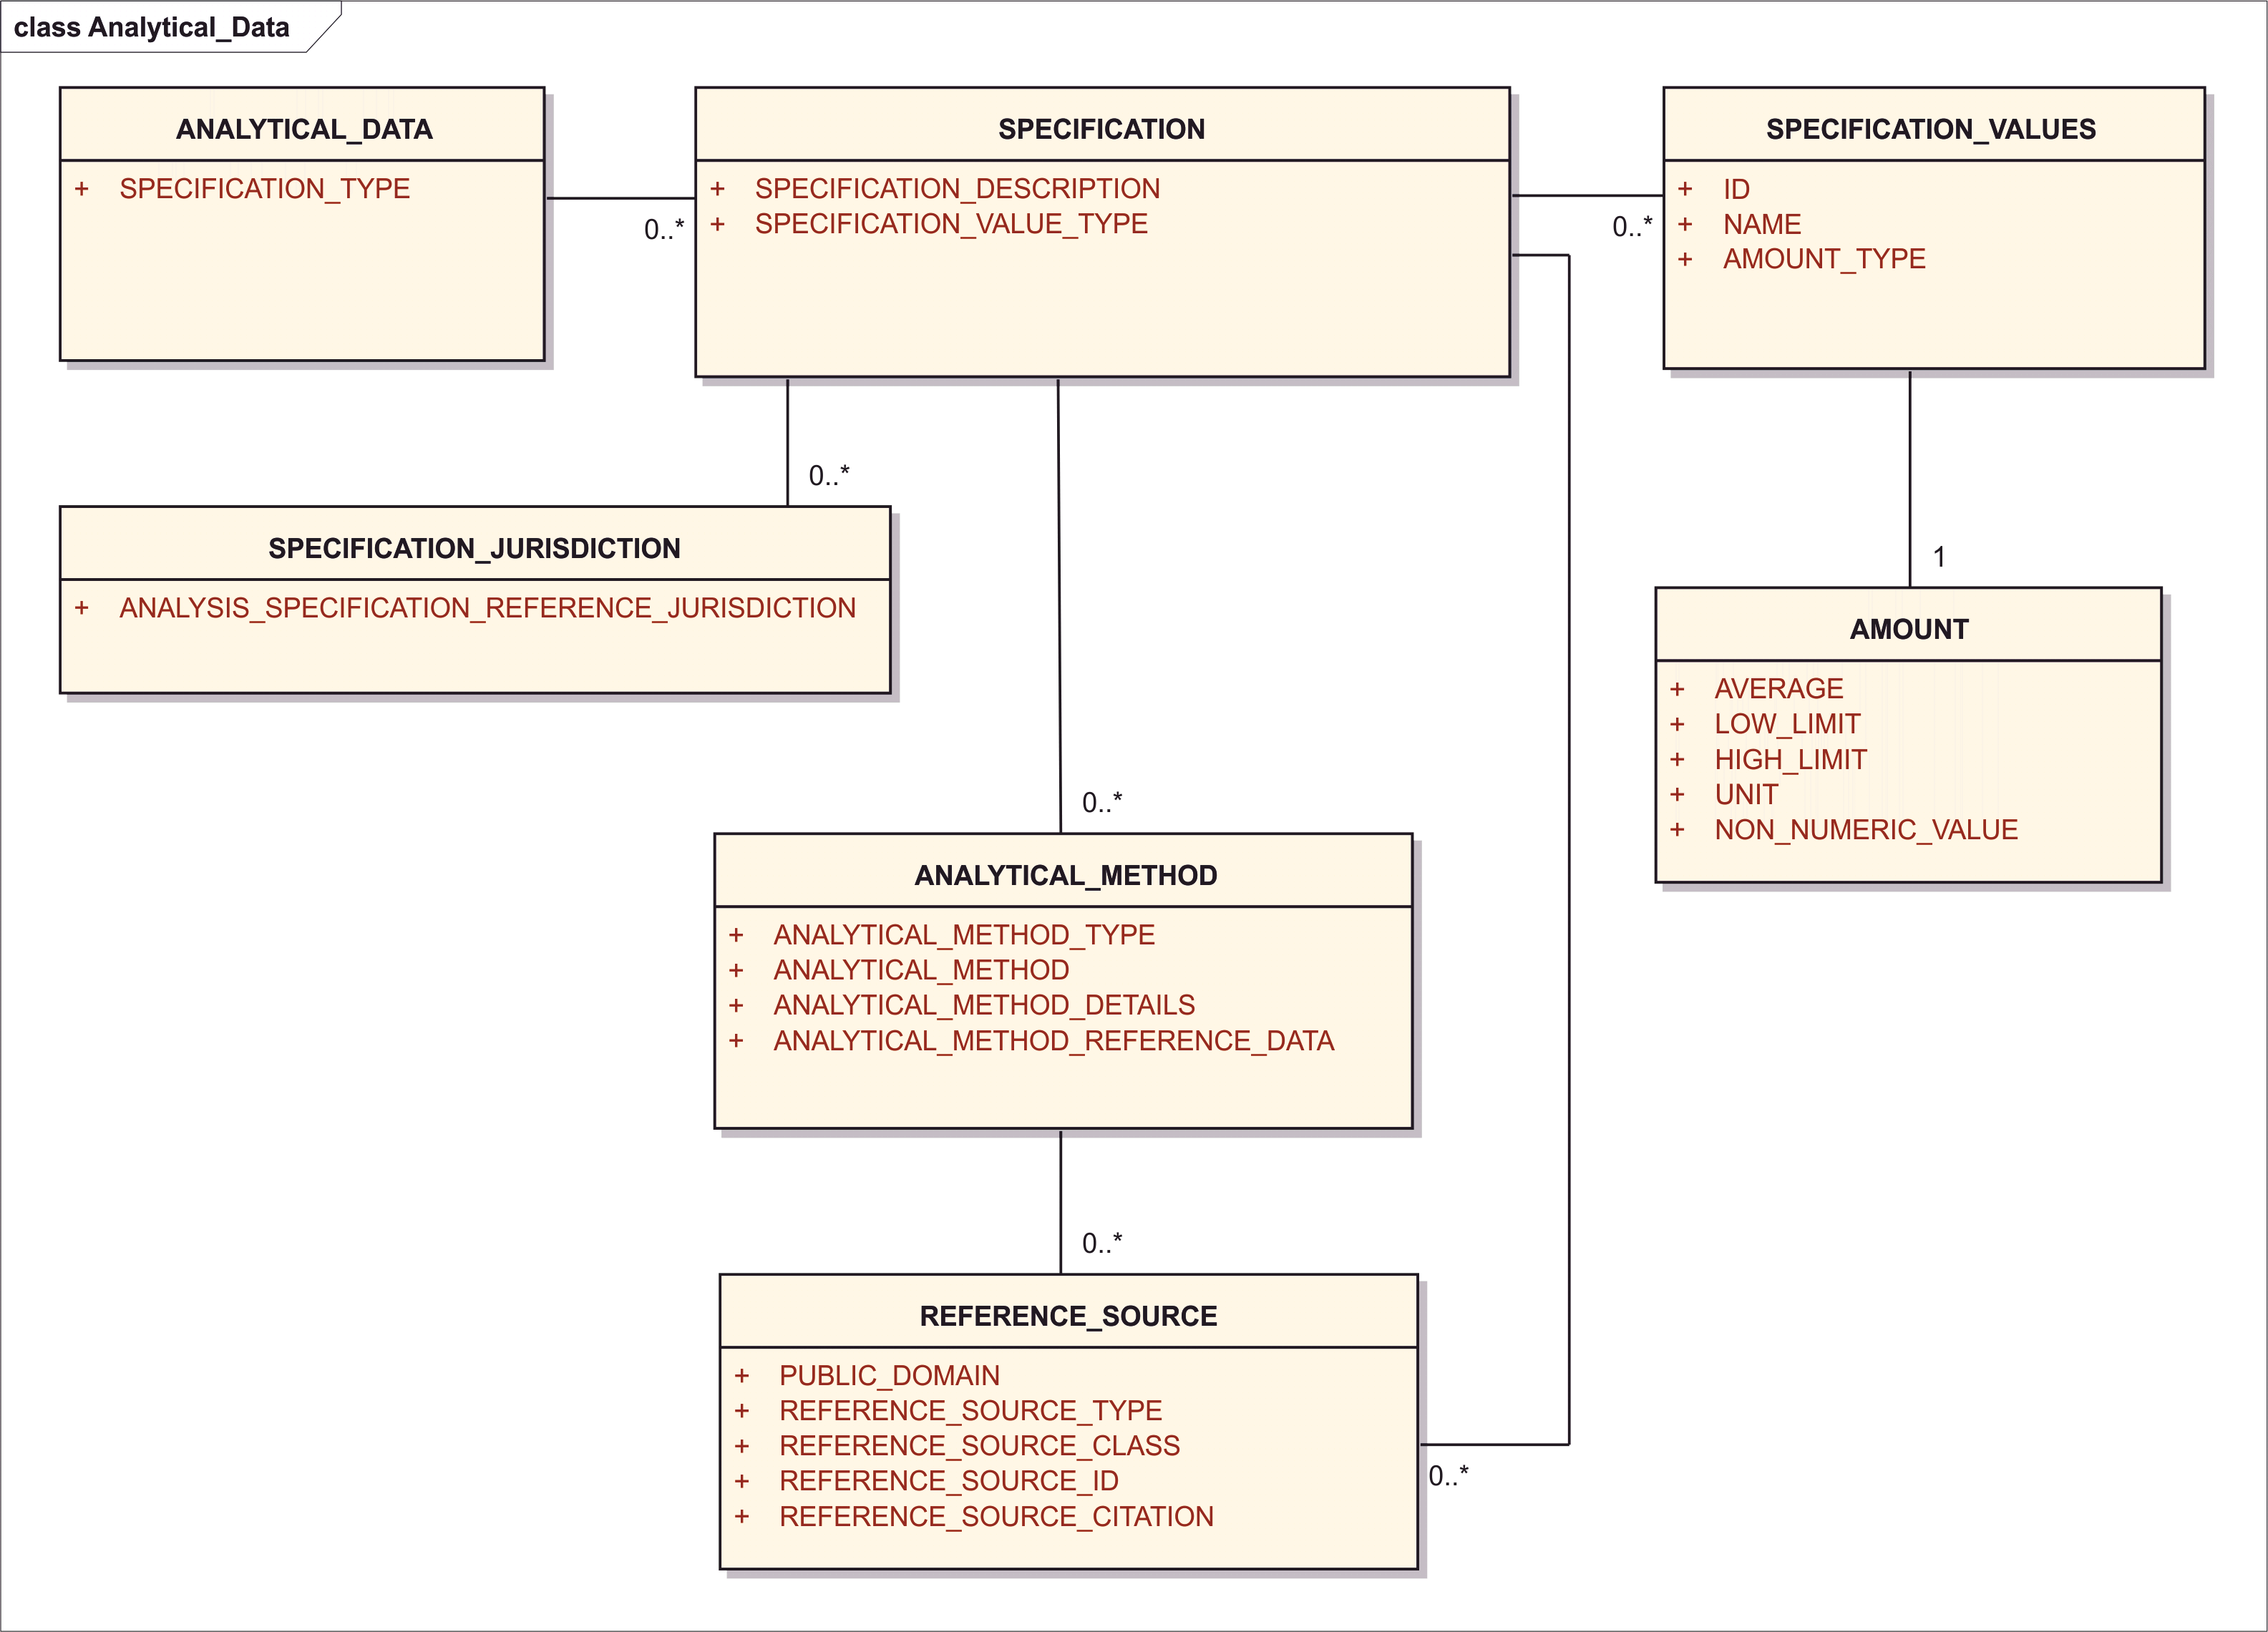 class Analytical_Data
ANALYTICAL_DATA
+ SPECIFICATION_TYPE
0..*
SPECIFICATION
+ SPECIFICATION_DESCRIPTION
+ SPECIFICATION_VALUE_TYPE
0..*
SPECIFICATION_VALUES
+ ID
+ NAME
+ AMOUNT_TYPE
0..*
SPECIFICATION_JURISDICTION
+ ANALYSIS_SPECIFICATION_REFERENCE_JURISDICTION
1
AMOUNT
+ AVERAGE
+ LOW_LIMIT
+ HIGH_LIMIT
+ UNIT
+ NON_NUMERIC_VALUE
0..*
ANALYTICAL_METHOD
+ ANALYTICAL_METHOD_TYPE
+ ANALYTICAL_METHOD
+ ANALYTICAL_METHOD_DETAILS
+ ANALYTICAL_METHOD_REFERENCE_DATA
0..*
REFERENCE_SOURCE
+ PUBLIC_DOMAIN
+ REFERENCE_SOURCE_TYPE
+ REFERENCE_SOURCE_CLASS
+ REFERENCE_SOURCE_ID
+ REFERENCE_SOURCE_CITATION
0..*